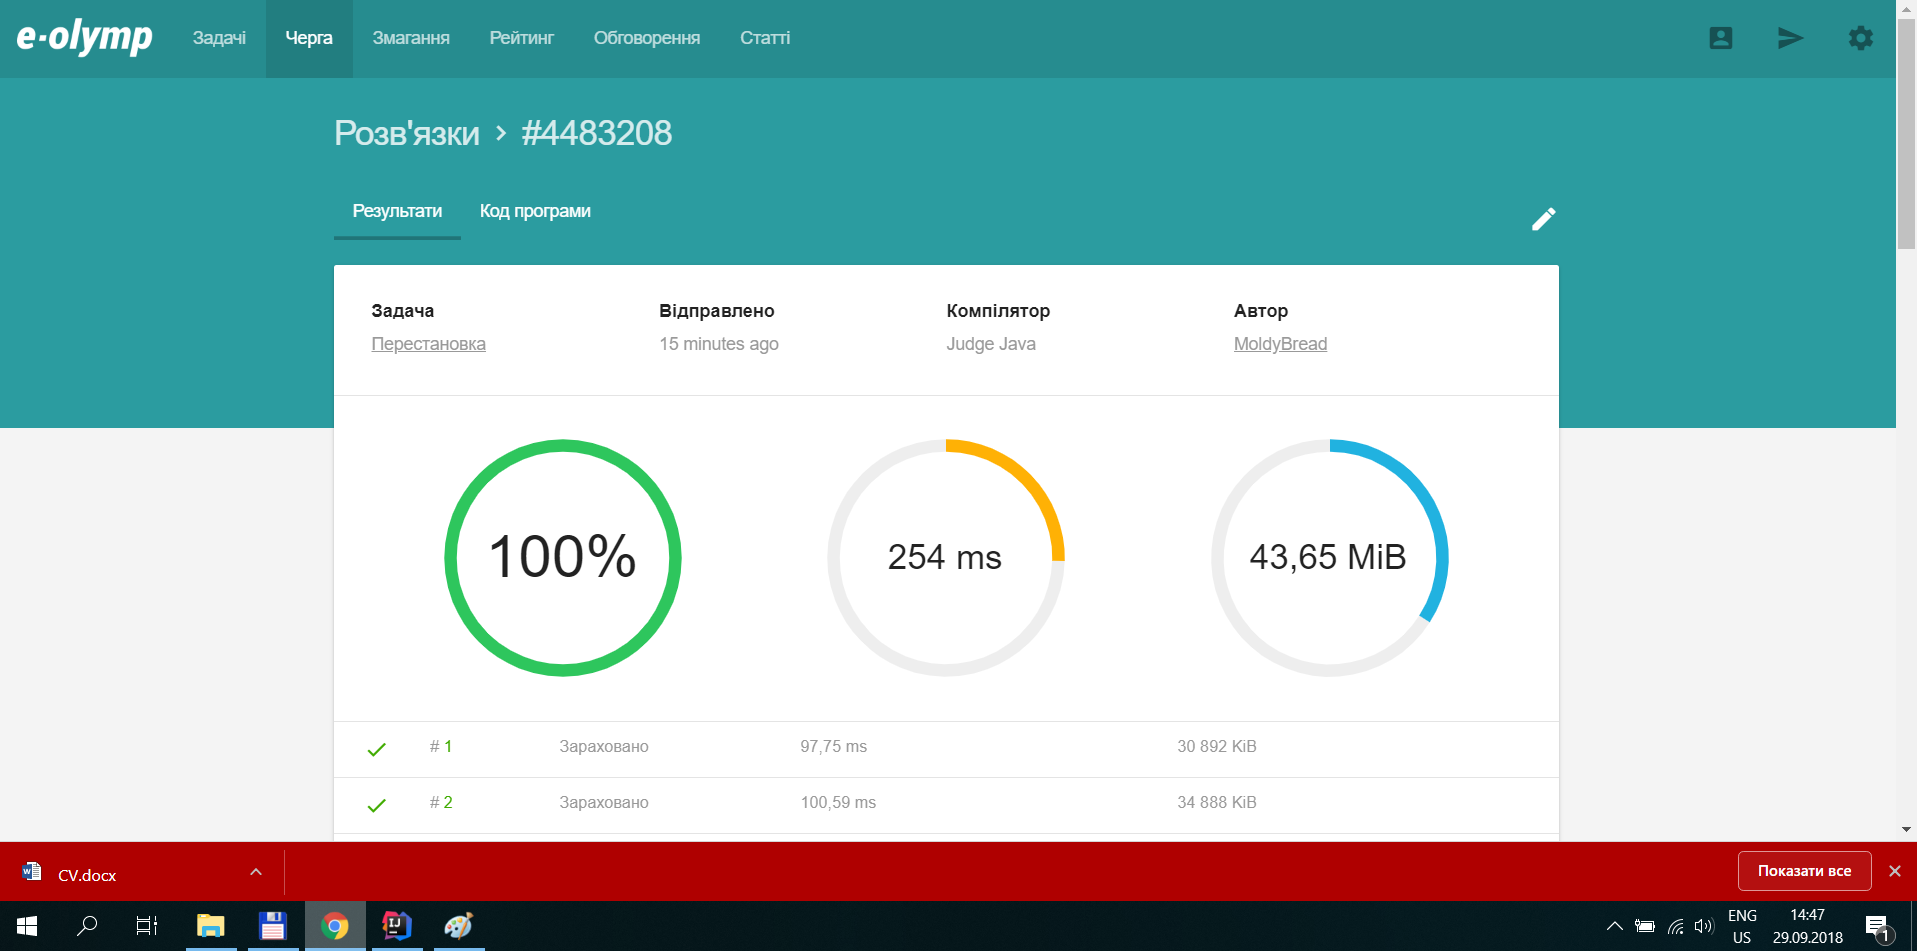 e-olymp Задачі Черга Змагання Рейтинг Обговорення Статті
Розв'язки > #4483208
Результати Код програми
Задача Відправлено Компілятор Автор
Перестановка 15 minutes ago Judge Java MoldyBread
100% 254 ms 43,65 MiB
# 1 Зараховано 97,75 ms 30 892 KiB
# 2 Зараховано 100,59 ms 34 888 KiB
CV.docx Показати все
ENG 14:47
US 29.09.2018 1